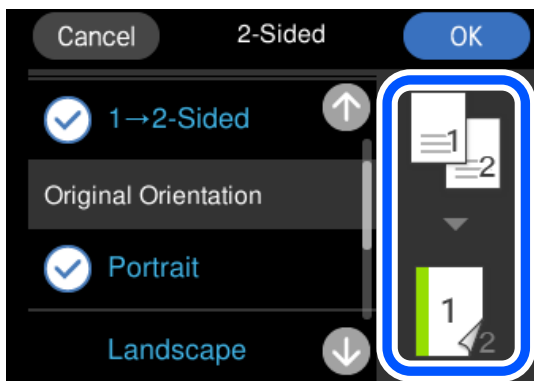 Cancel 2-Sided OK
1→2-Sided
Original Orientation
Portrait
Landscape
1
2
1
2